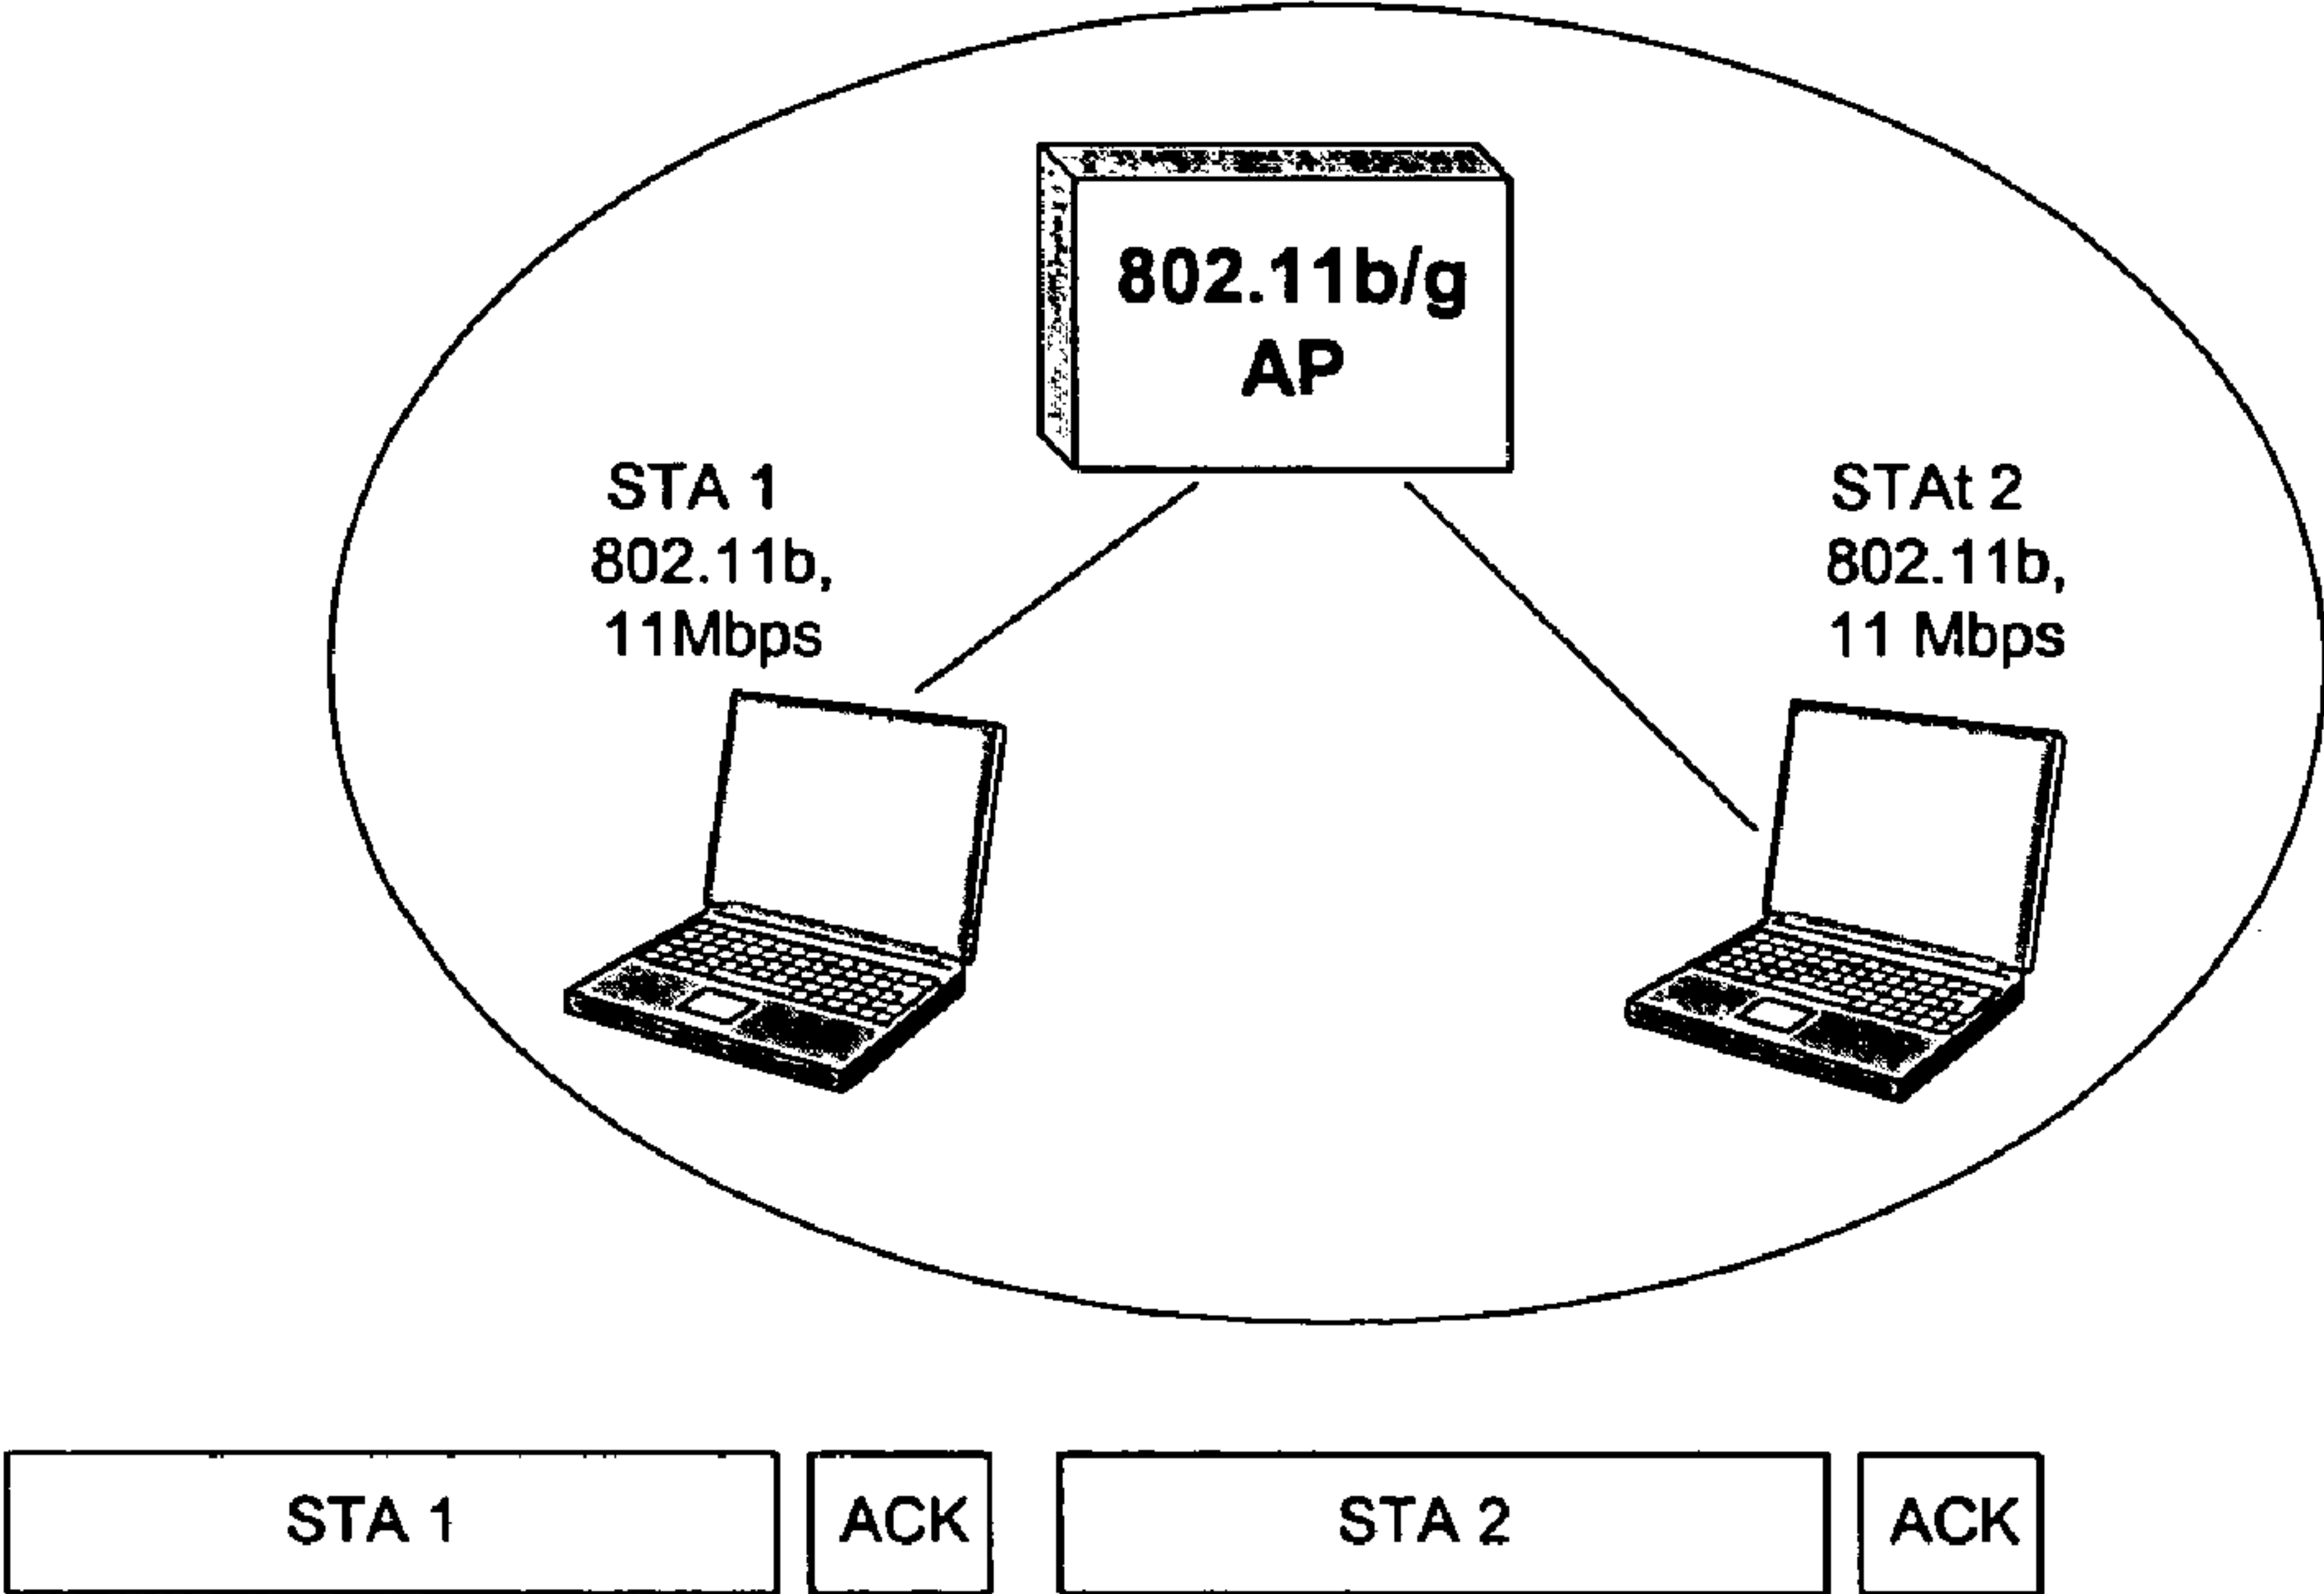 802.11b/g
AP
STA 1
802.11b,
11Mbps
STAt 2
802.11b,
11 Mbps
STA 1
ACK
STA 2
ACK